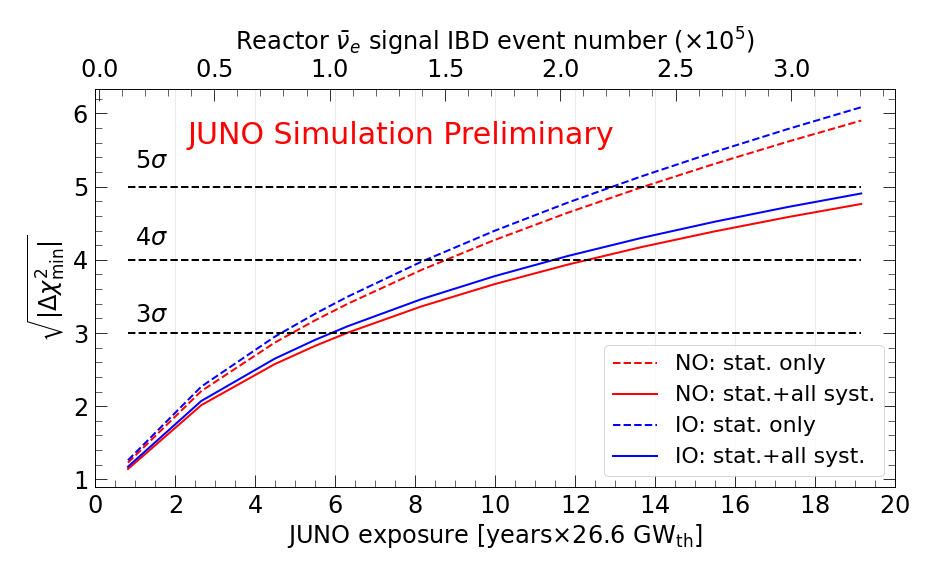 Reactor ν̄ₑ signal IBD event number (×10⁵)
0.0 0.5 1.0 1.5 2.0 2.5 3.0
JUNO Simulation Preliminary
6
5σ
5
4σ
4
3σ
3
2
1
√|Δχ²ₘᵢₙ|
NO: stat. only
NO: stat.+all syst.
IO: stat. only
IO: stat.+all syst.
0 2 4 6 8 10 12 14 16 18 20
JUNO exposure [years×26.6 GWth]